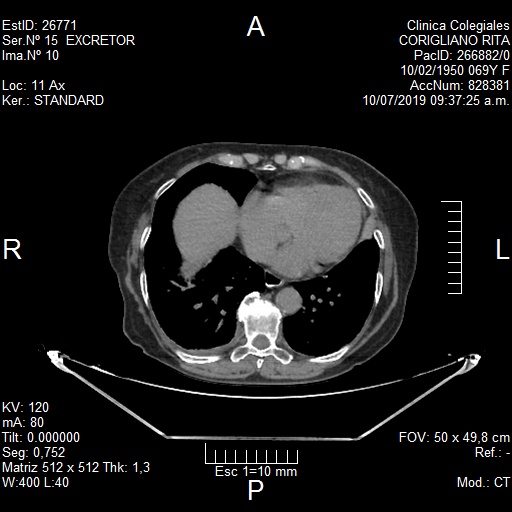 EstID: 26771
Ser.Nº 15  EXCRETOR
Ima.Nº 10
Loc: 11 Ax
Ker.: STANDARD
A
Clinica Colegiales
CORIGLIANO RITA
PacID: 266882/0
10/02/1950 069Y F
AccNum: 828381
10/07/2019 09:37:25 a.m.
R
L
KV: 120
mA: 80
Tilt: 0.000000
Seg: 0,752
Matriz 512 x 512 Thk: 1,3
W:400 L:40
Esc 1=10 mm
P
FOV: 50 x 49,8 cm
Ref.: -
Mod.: CT